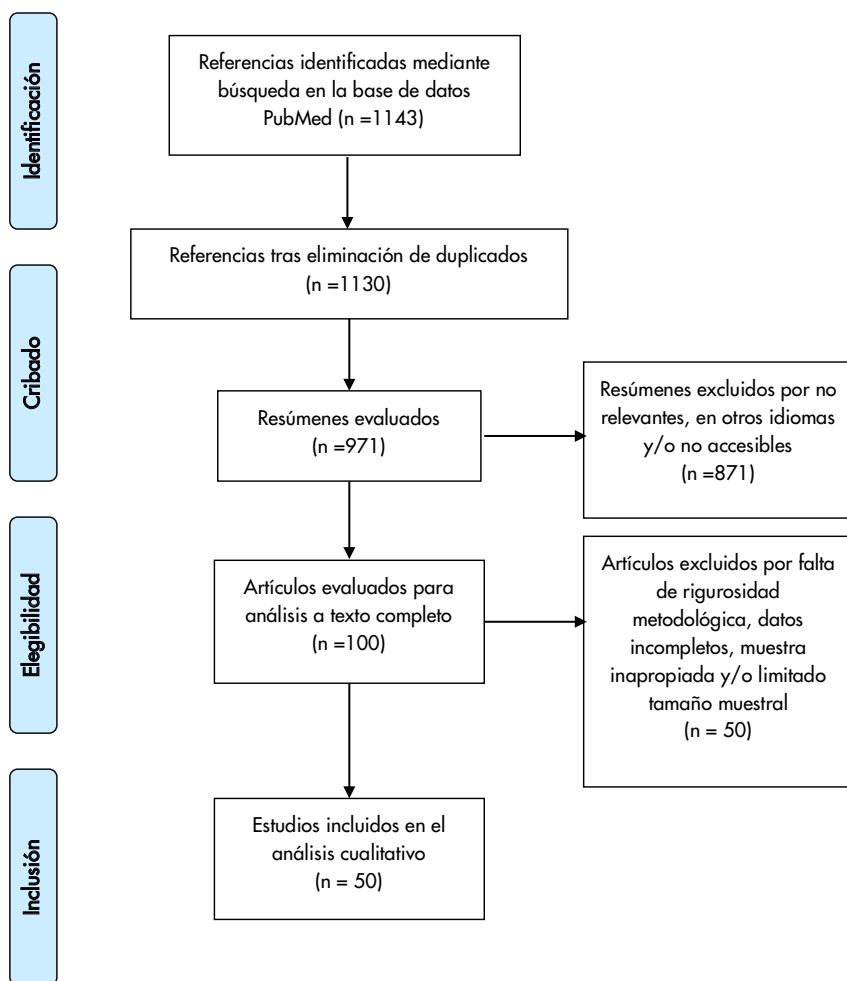 Identificación
Referencias identificadas mediante
búsqueda en la base de datos
PubMed (n =1143)
Referencias tras eliminación de duplicados
(n =1130)
Cribado
Resúmenes evaluados
(n =971)
Resúmenes excluidos por no
relevantes, en otros idiomas
y/o no accesibles
(n =871)
Elegibilidad
Artículos evaluados para
análisis a texto completo
(n =100)
Artículos excluidos por falta
de rigurosidad
metodológica, datos
incompletos, muestra
inapropiada y/o limitado
tamaño muestral
(n = 50)
Inclusión
Estudios incluidos en el
análisis cualitativo
(n = 50)